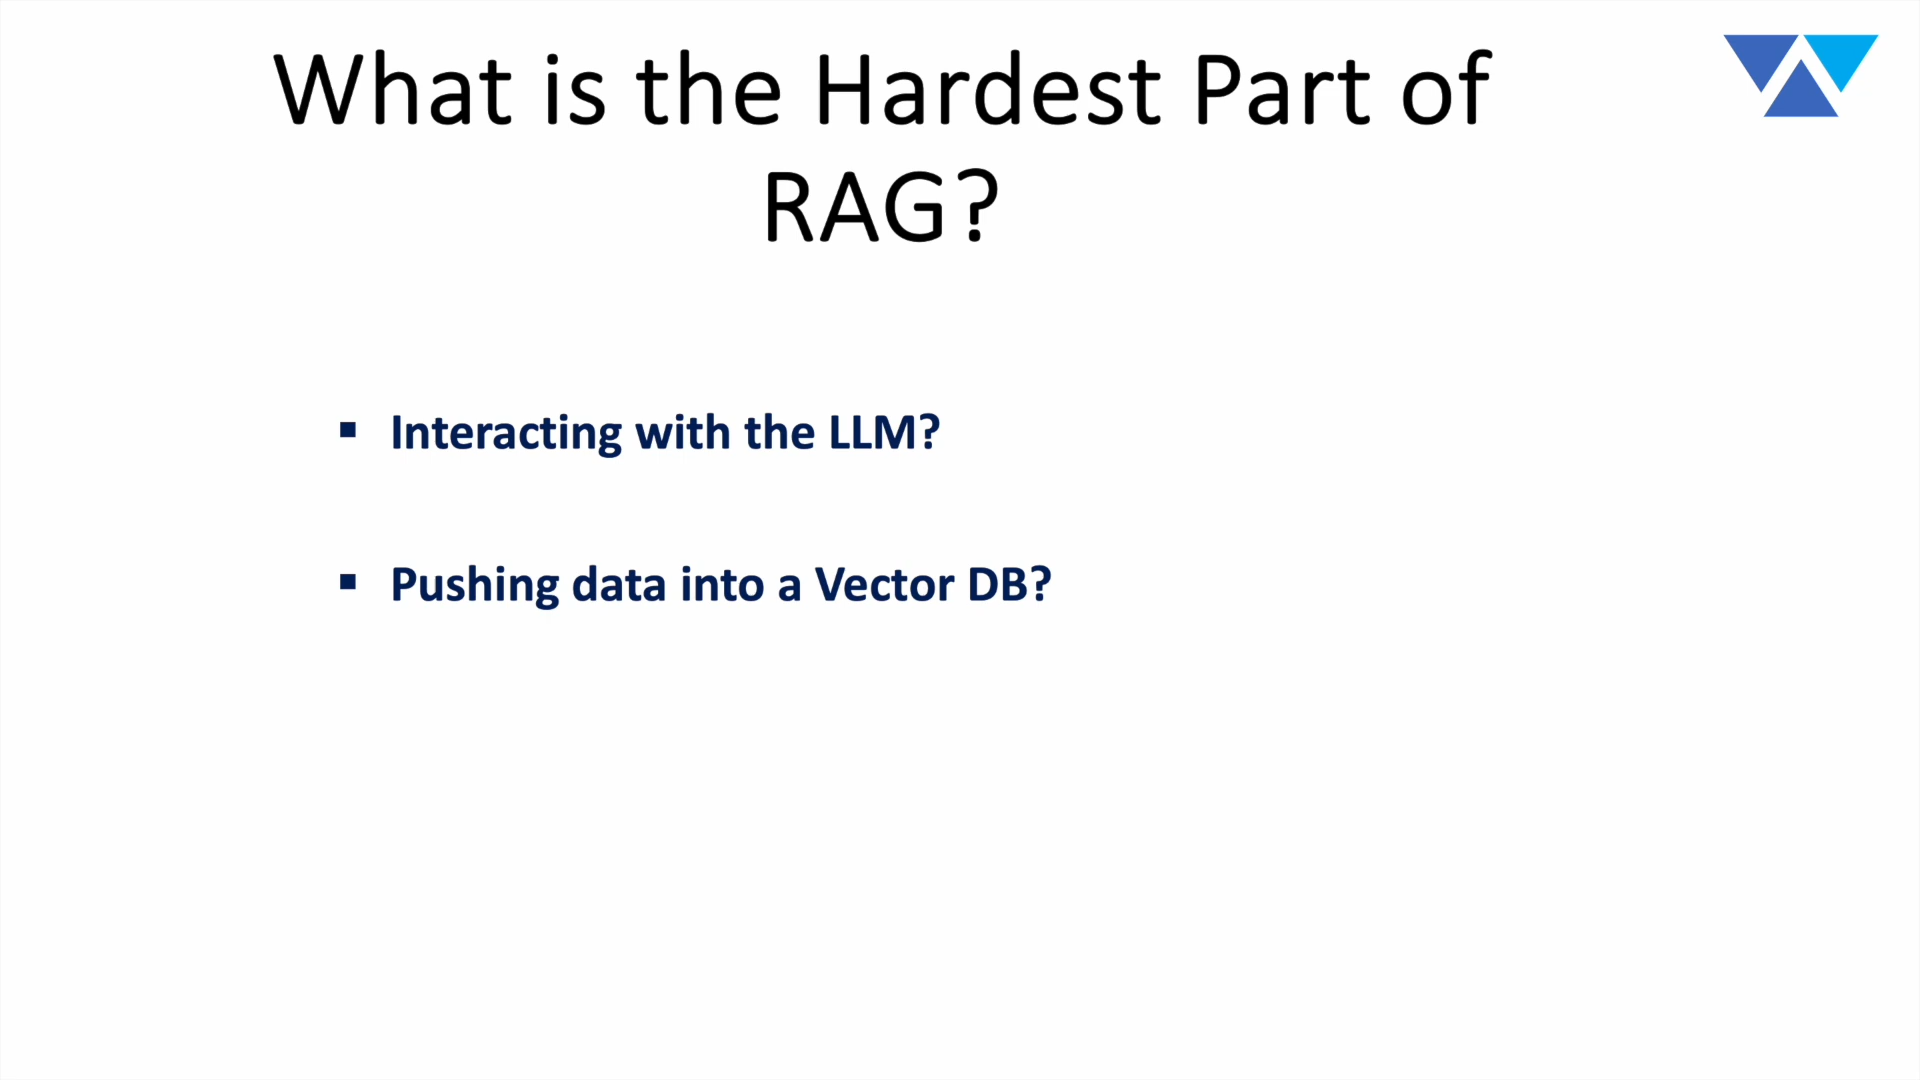 What is the Hardest Part of
RAG?
▪ Interacting with the LLM?
▪ Pushing data into a Vector DB?